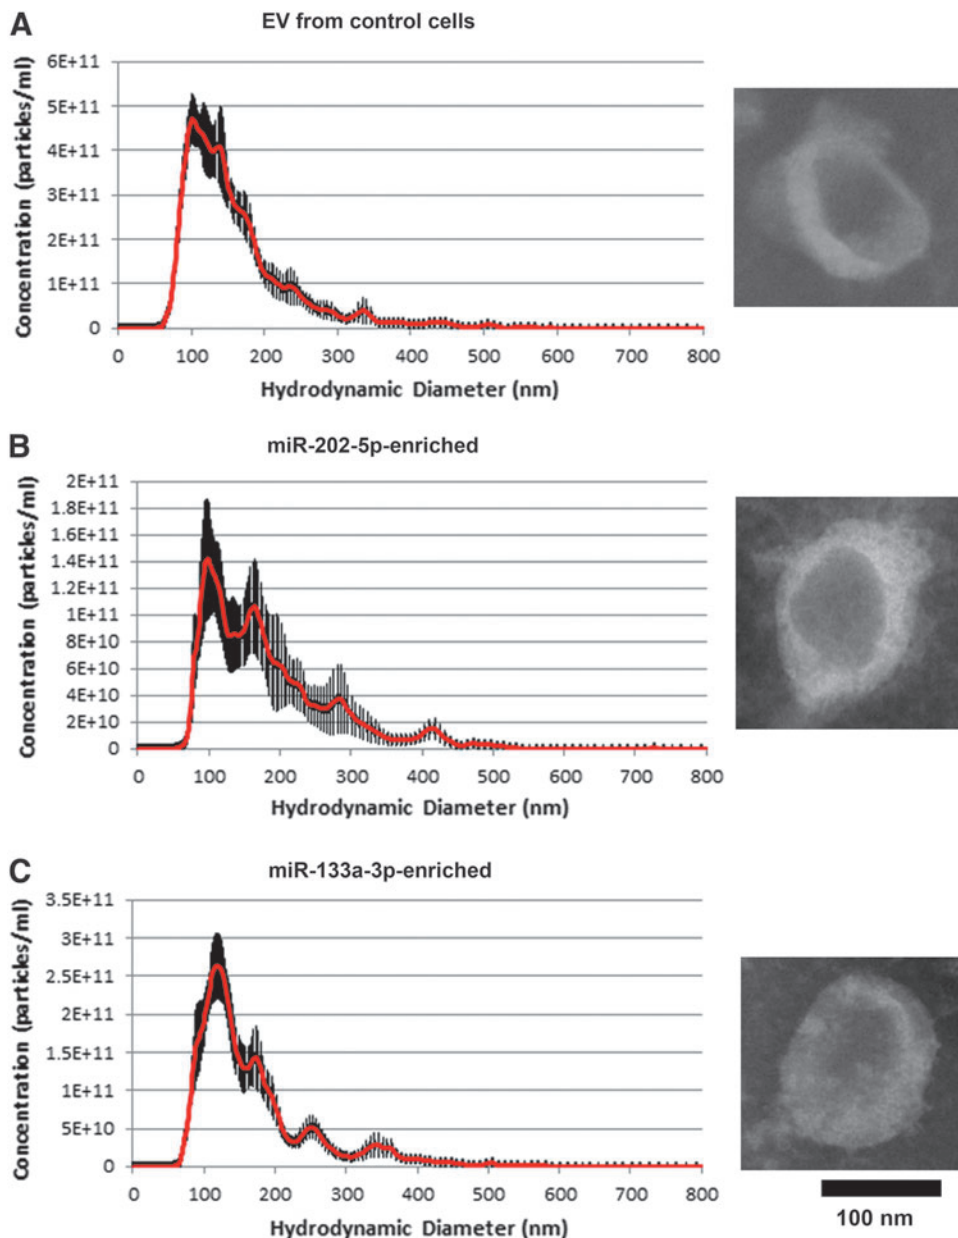 A
EV from control cells
Concentration (particles/ml)
6E+11
5E+11
4E+11
3E+11
2E+11
1E+11
0
0 100 200 300 400 500 600 700 800
Hydrodynamic Diameter (nm)
B
miR-202-5p-enriched
Concentration (particles/ml)
2E+11
1.8E+11
1.6E+11
1.4E+11
1.2E+11
1E+11
8E+10
6E+10
4E+10
2E+10
0
0 100 200 300 400 500 600 700 800
Hydrodynamic Diameter (nm)
C
miR-133a-3p-enriched
Concentration (particles/ml)
3.5E+11
3E+11
2.5E+11
2E+11
1.5E+11
1E+11
5E+10
0
0 100 200 300 400 500 600 700 800
Hydrodynamic Diameter (nm)
100 nm